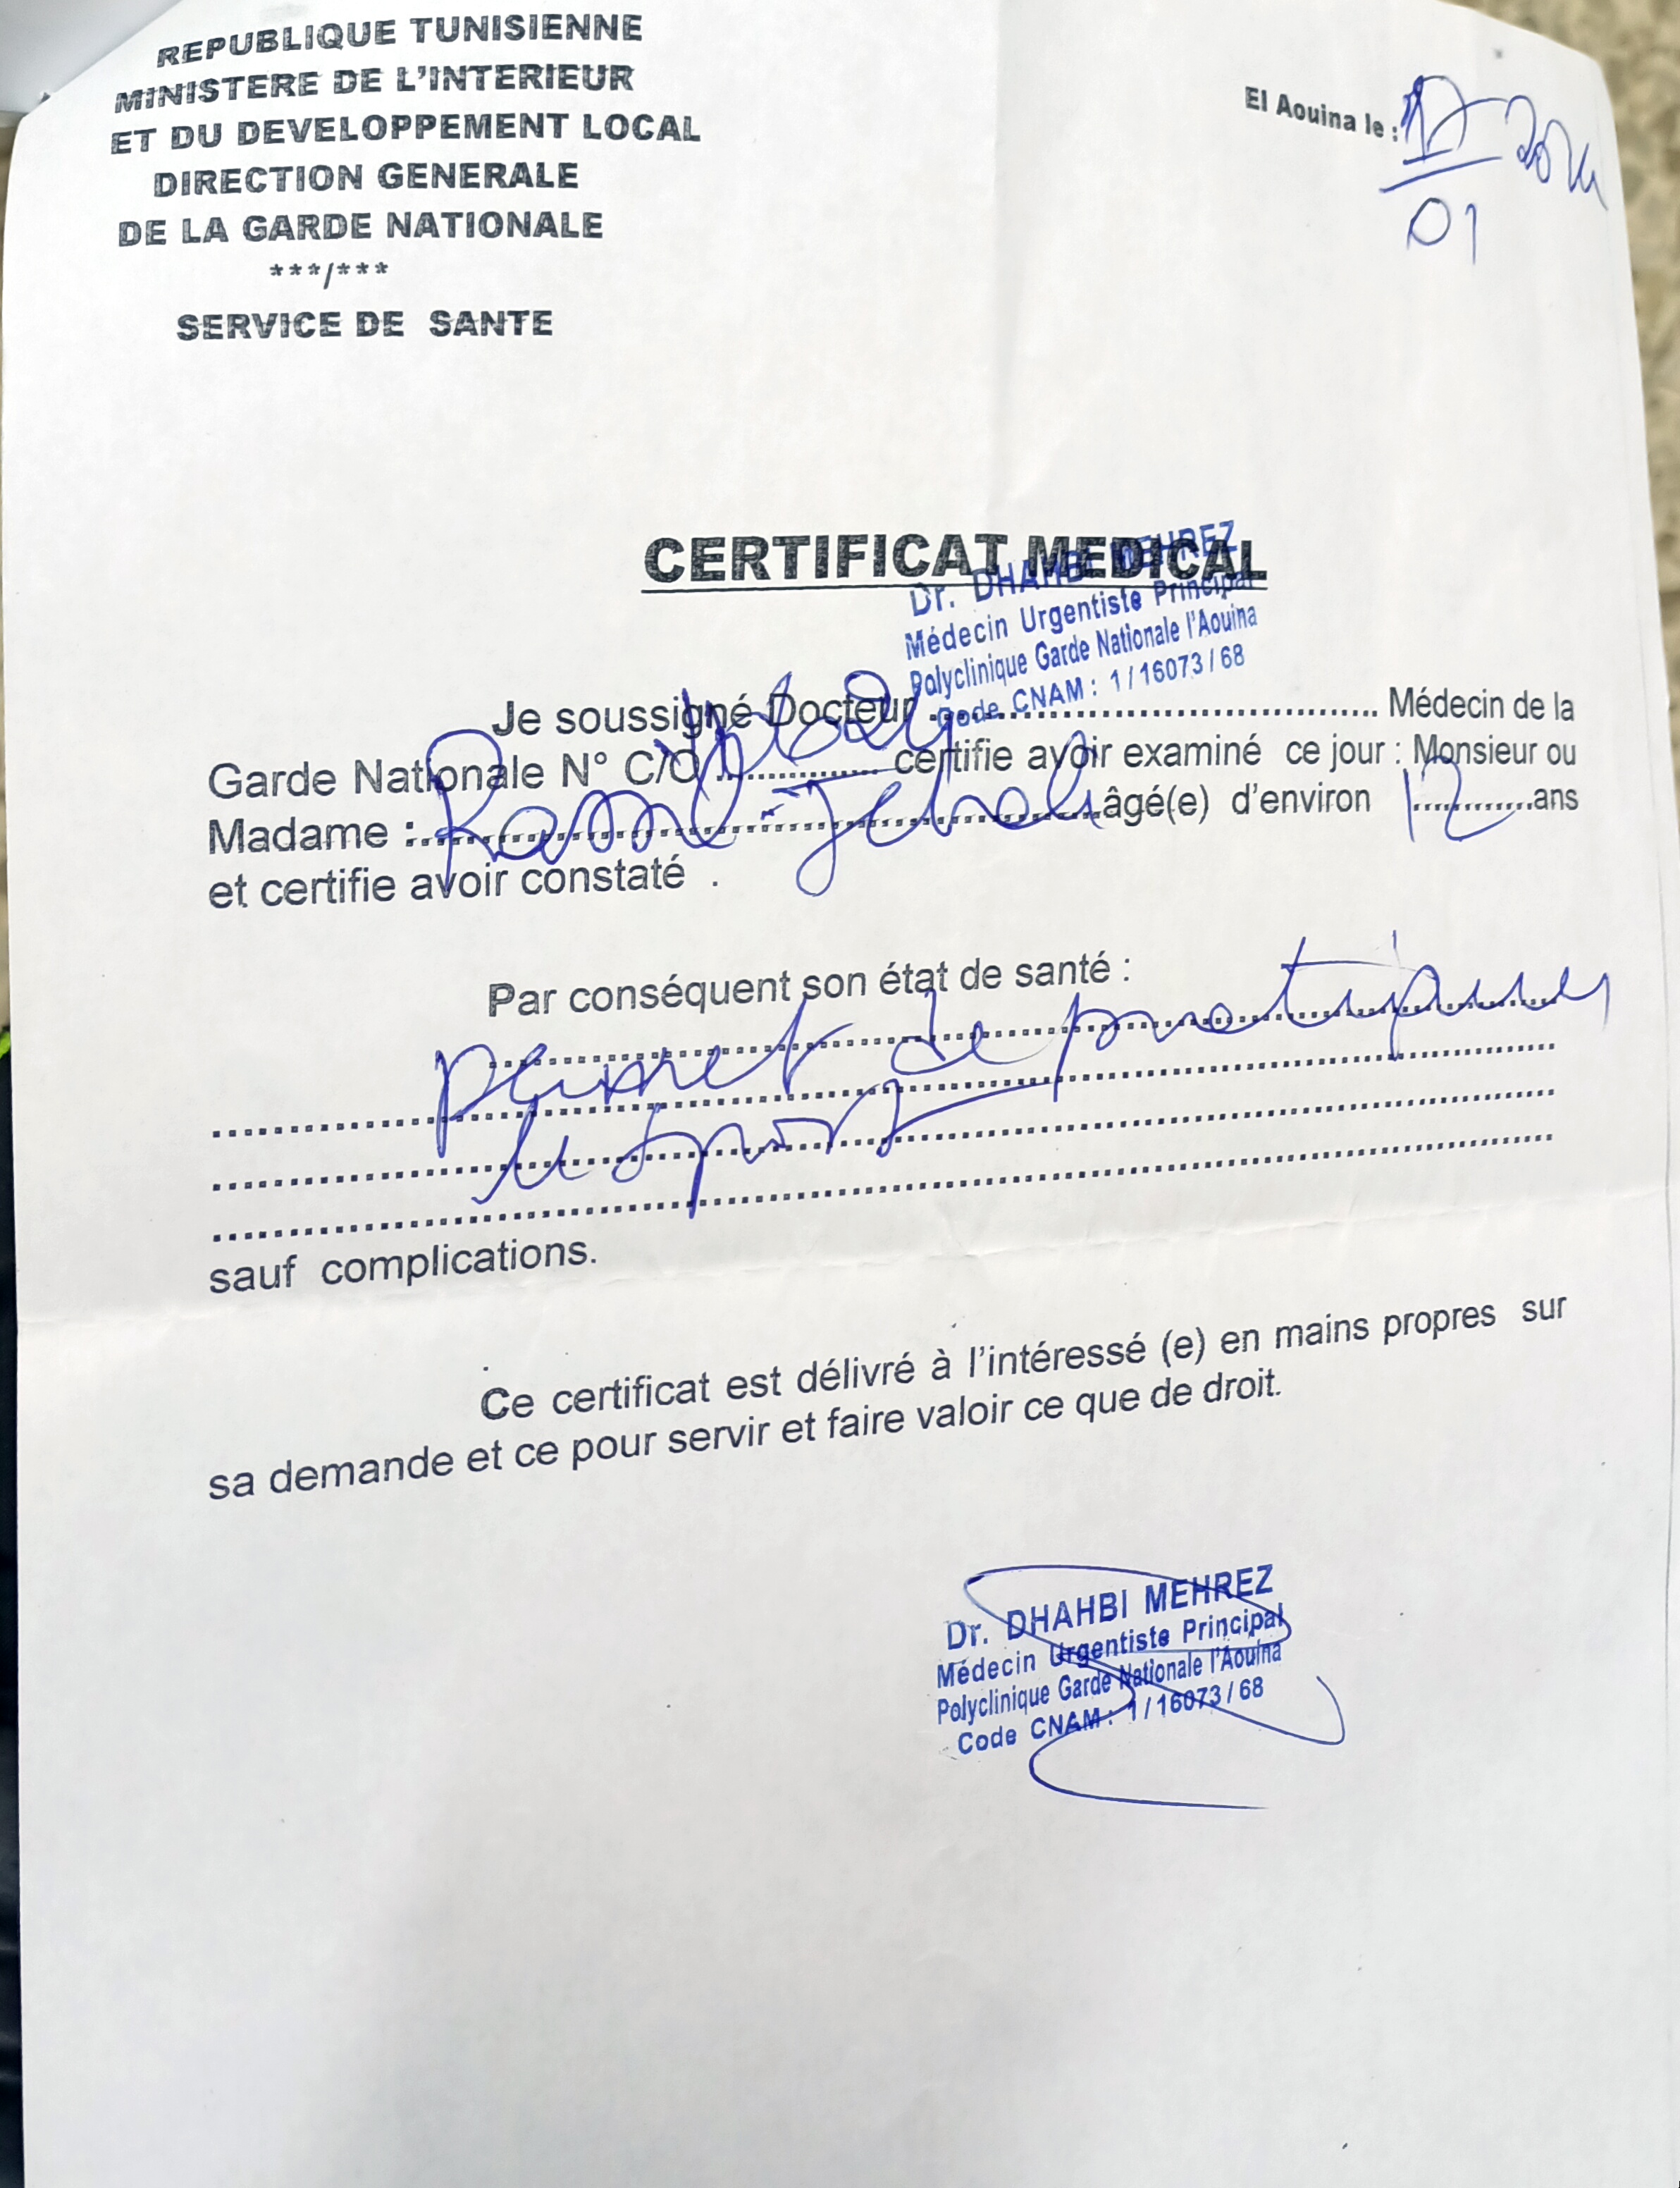 REPUBLIQUE TUNISIENNE
MINISTERE DE L'INTERIEUR
ET DU DEVELOPPEMENT LOCAL
DIRECTION GENERALE
DE LA GARDE NATIONALE
***/***
SERVICE DE SANTE
El Aouina le :
01
CERTIFICAT MEDICAL
Dr. DHAHBI MEHREZ
Médecin Urgentiste Principal
Polyclinique Garde Nationale l'Aouina
Code CNAM : 1/16073/68
Je soussigné Docteur .............................................. Médecin de la
Garde Nationale N° C/O ................ certifie avoir examiné ce jour : Monsieur ou
Madame : âgé(e) d'environ 12 ans
et certifie avoir constaté .
Par conséquent son état de santé :
permet de pratiquer
le sport
sauf complications.
Ce certificat est délivré à l'intéressé (e) en mains propres sur
sa demande et ce pour servir et faire valoir ce que de droit.
Dr. DHAHBI MEHREZ
Médecin Urgentiste Principal
Polyclinique Garde Nationale l'Aouina
Code CNAM : 1/16073/68